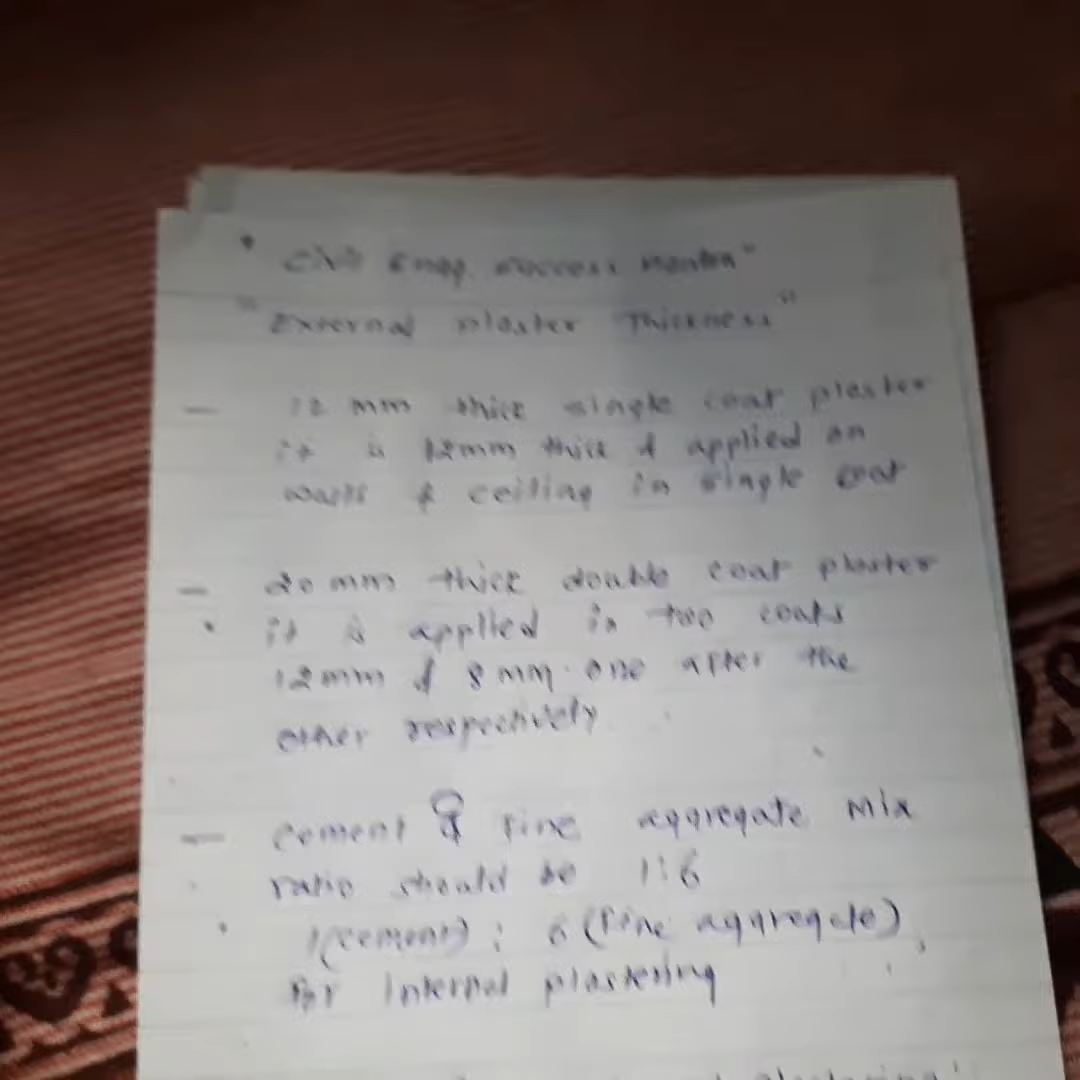 " Civil Engg. Success Mantra"
"External plaster Thickness"
— 12 mm thick single coat plaster
it is 12mm thick & applied on
walls & ceiling in single coat
— 20 mm thick double coat plaster
it is applied in two coats
12mm & 8mm one after the
other respectively
— cement & fine aggregate mix
ratio should be 1:6
1(cement) : 6 (fine aggregate)
for internal plastering
plastering"